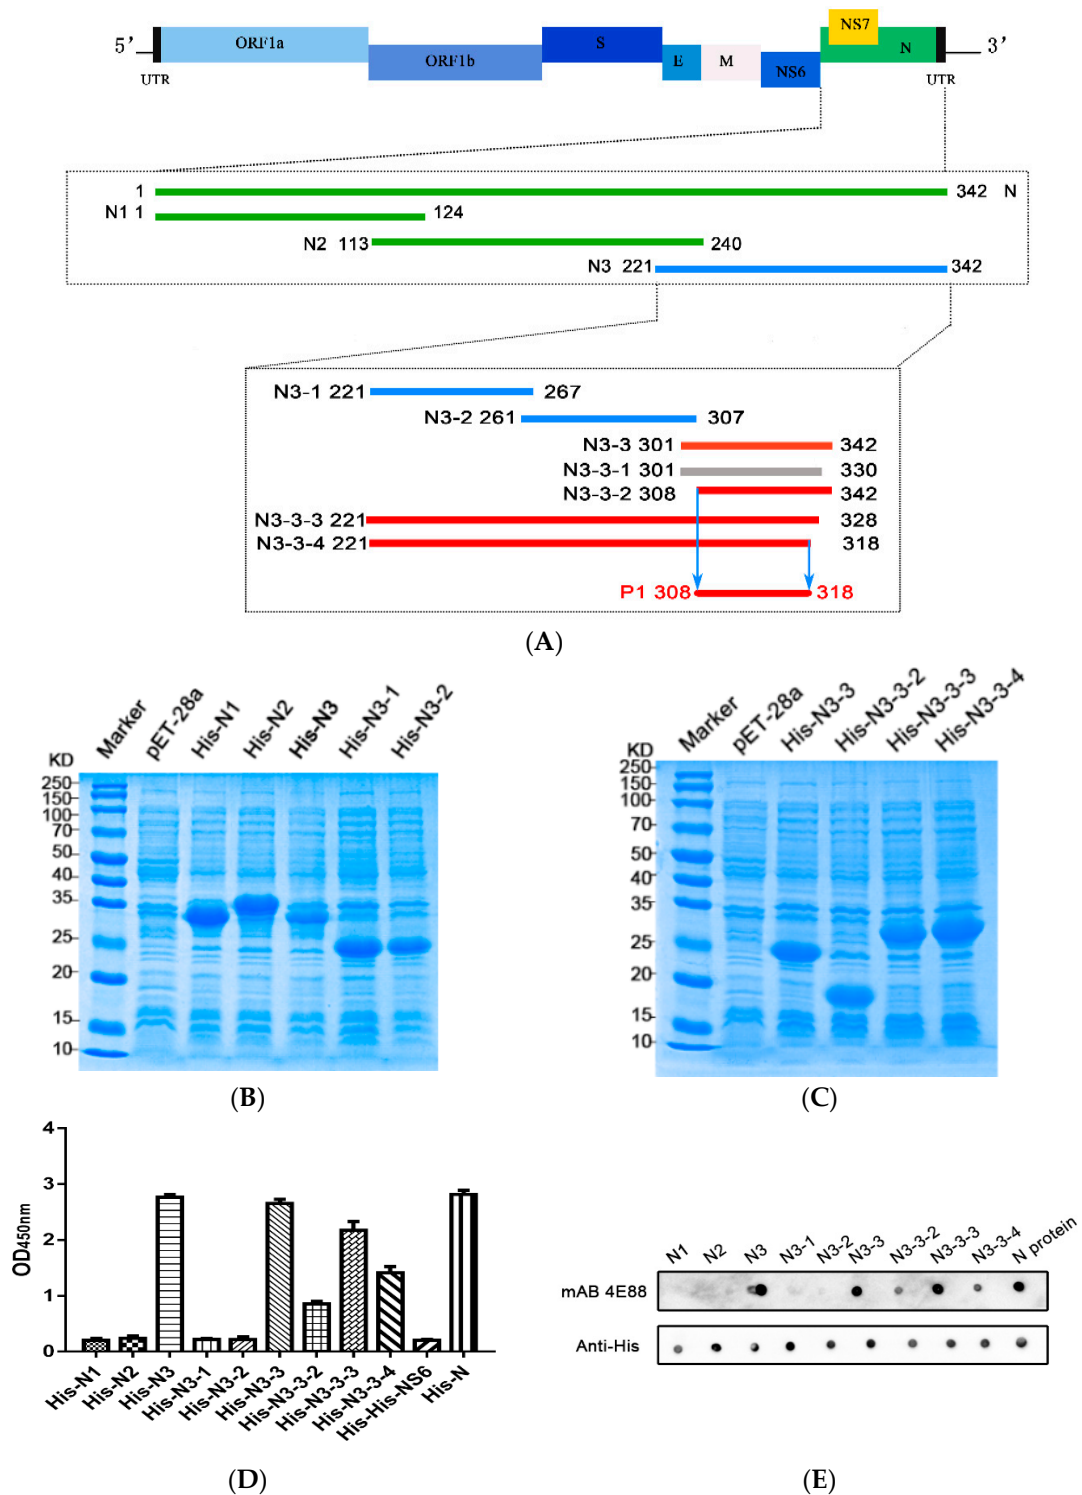 5’ ORF1a ORF1b S E M NS6 NS7 N 3’
UTR UTR
1 342 N
N1 1 124
N2 113 240
N3 221 342
N3-1 221 267
N3-2 261 307
N3-3 301 342
N3-3-1 301 330
N3-3-2 308 342
N3-3-3 221 328
N3-3-4 221 318
P1 308 318
(A)
KD Marker pET-28a His-N1 His-N2 His-N3 His-N3-1 His-N3-2
250
150
100
70
50
40
35
25
20
15
10
(B)
KD Marker pET-28a His-N3-3 His-N3-3-2 His-N3-3-3 His-N3-3-4
250
150
100
70
50
40
35
25
20
15
10
(C)
OD450nm
4
3
2
1
0
His-N1 His-N2 His-N3 His-N3-1 His-N3-2 His-N3-3 His-N3-3-2 His-N3-3-3 His-N3-3-4 His-His-NS6 His-N
(D)
N1 N2 N3 N3-1 N3-2 N3-3 N3-3-2 N3-3-3 N3-3-4 N protein
mAB 4E88
Anti-His
(E)